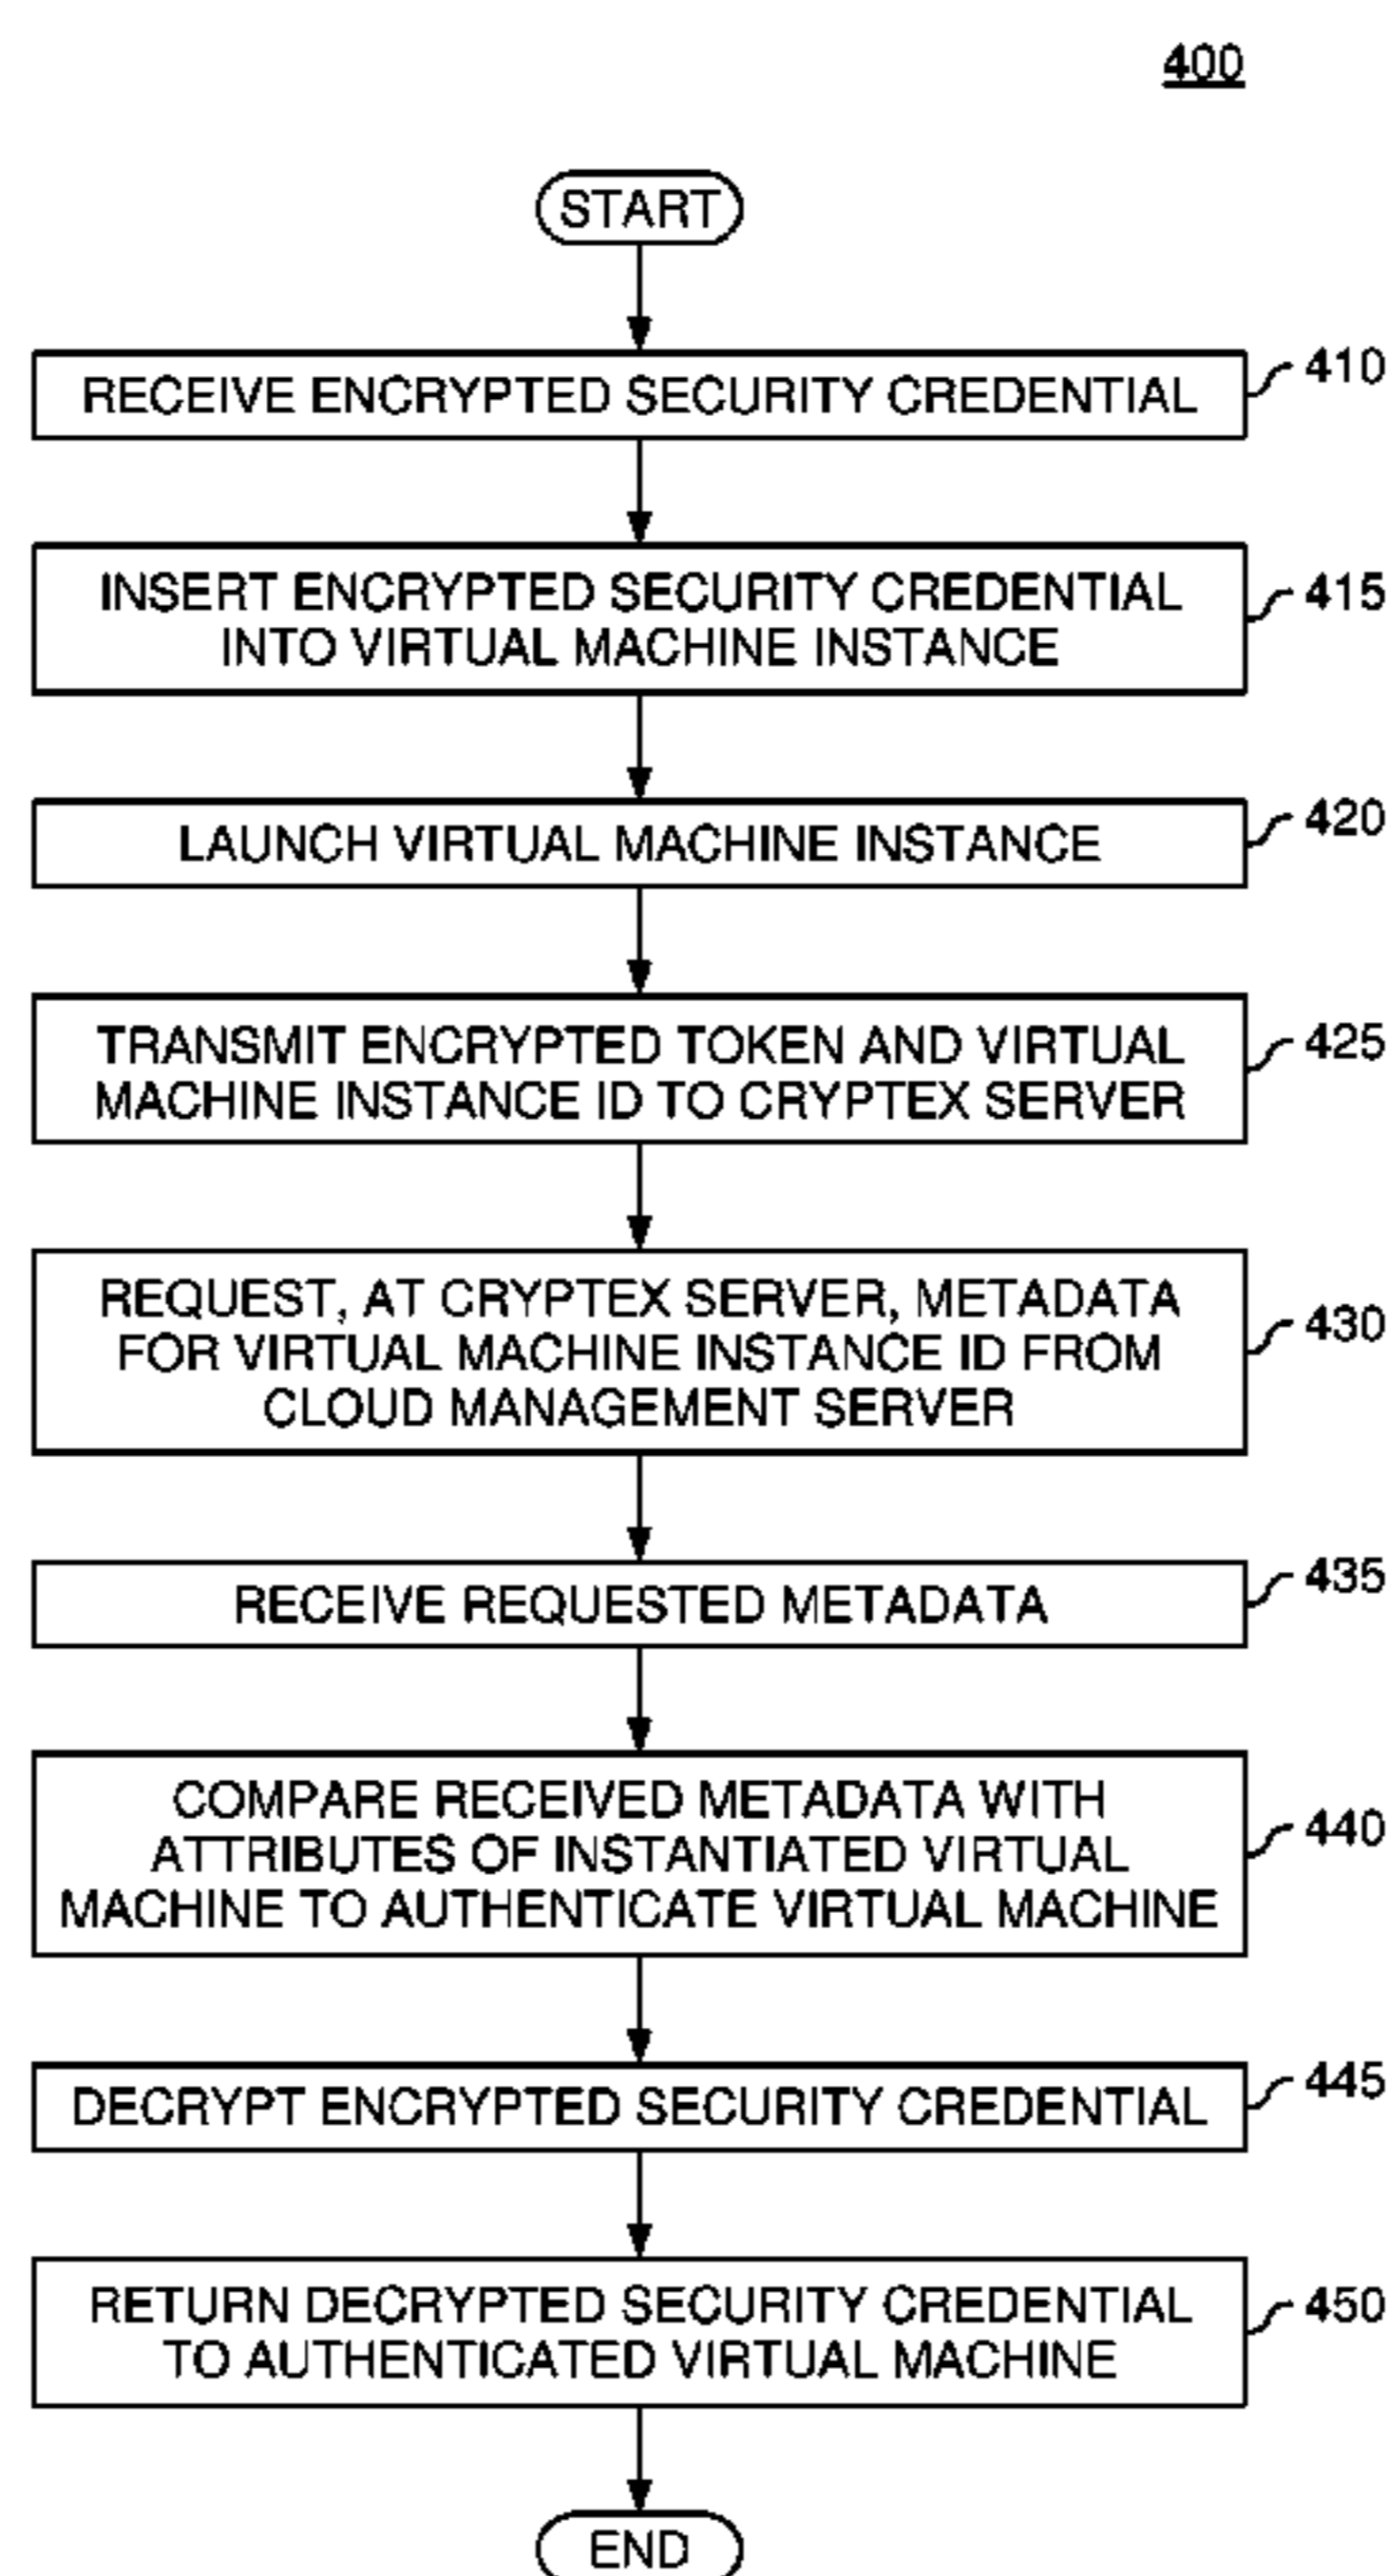 400
START
RECEIVE ENCRYPTED SECURITY CREDENTIAL
410
INSERT ENCRYPTED SECURITY CREDENTIAL
INTO VIRTUAL MACHINE INSTANCE
415
LAUNCH VIRTUAL MACHINE INSTANCE
420
TRANSMIT ENCRYPTED TOKEN AND VIRTUAL
MACHINE INSTANCE ID TO CRYPTEX SERVER
425
REQUEST, AT CRYPTEX SERVER, METADATA
FOR VIRTUAL MACHINE INSTANCE ID FROM
CLOUD MANAGEMENT SERVER
430
RECEIVE REQUESTED METADATA
435
COMPARE RECEIVED METADATA WITH
ATTRIBUTES OF INSTANTIATED VIRTUAL
MACHINE TO AUTHENTICATE VIRTUAL MACHINE
440
DECRYPT ENCRYPTED SECURITY CREDENTIAL
445
RETURN DECRYPTED SECURITY CREDENTIAL
TO AUTHENTICATED VIRTUAL MACHINE
450
END